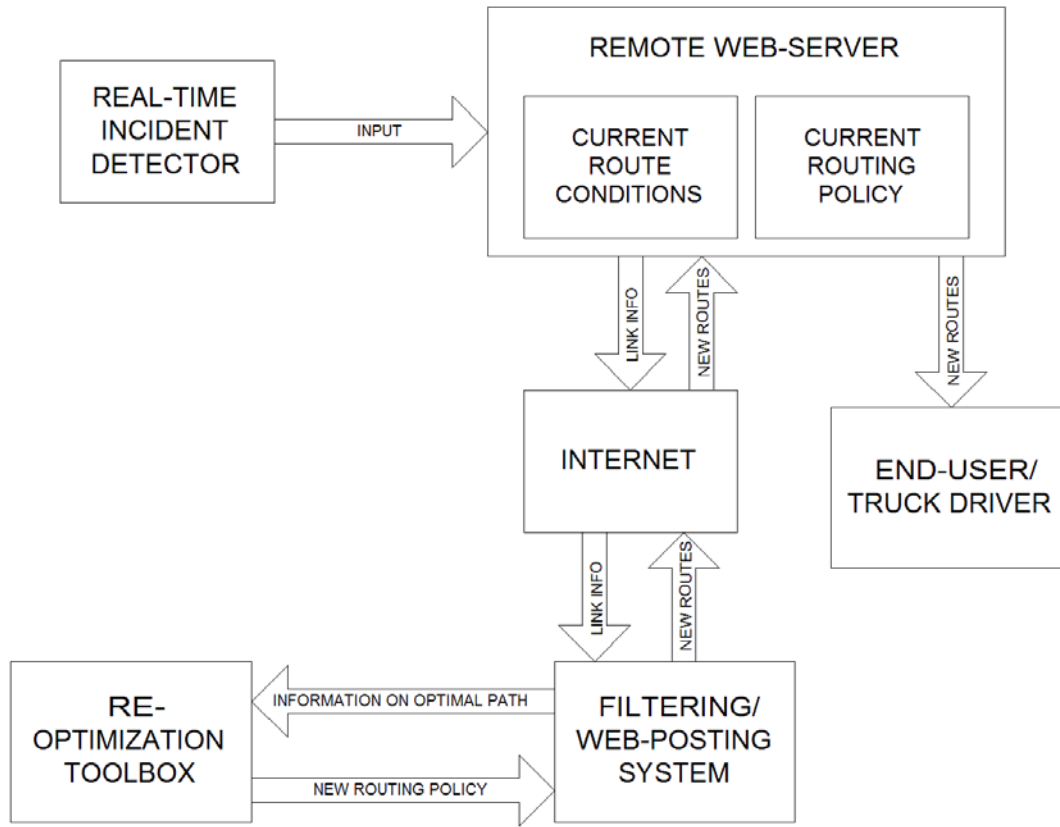 REMOTE WEB-SERVER
REAL-TIME
INCIDENT
DETECTOR
INPUT
CURRENT
ROUTE
CONDITIONS
CURRENT
ROUTING
POLICY
LINK INFO
NEW ROUTES
NEW ROUTES
INTERNET
END-USER/
TRUCK DRIVER
LINK INFO
NEW ROUTES
RE-
OPTIMIZATION
TOOLBOX
INFORMATION ON OPTIMAL PATH
NEW ROUTING POLICY
FILTERING/
WEB-POSTING
SYSTEM